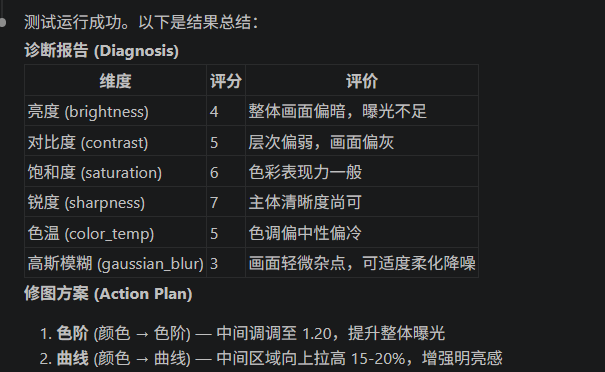 测试运行成功。以下是结果总结：
诊断报告 (Diagnosis)
维度 评分 评价
亮度 (brightness) 4 整体画面偏暗，曝光不足
对比度 (contrast) 5 层次偏弱，画面偏灰
饱和度 (saturation) 6 色彩表现力一般
锐度 (sharpness) 7 主体清晰度尚可
色温 (color_temp) 5 色调偏中性偏冷
高斯模糊 (gaussian_blur) 3 画面轻微杂点，可适度柔化降噪
修图方案 (Action Plan)
1. 色阶 (颜色 → 色阶) — 中间调调至 1.20，提升整体曝光
2. 曲线 (颜色 → 曲线) — 中间区域向上拉高 15-20%，增强明亮感